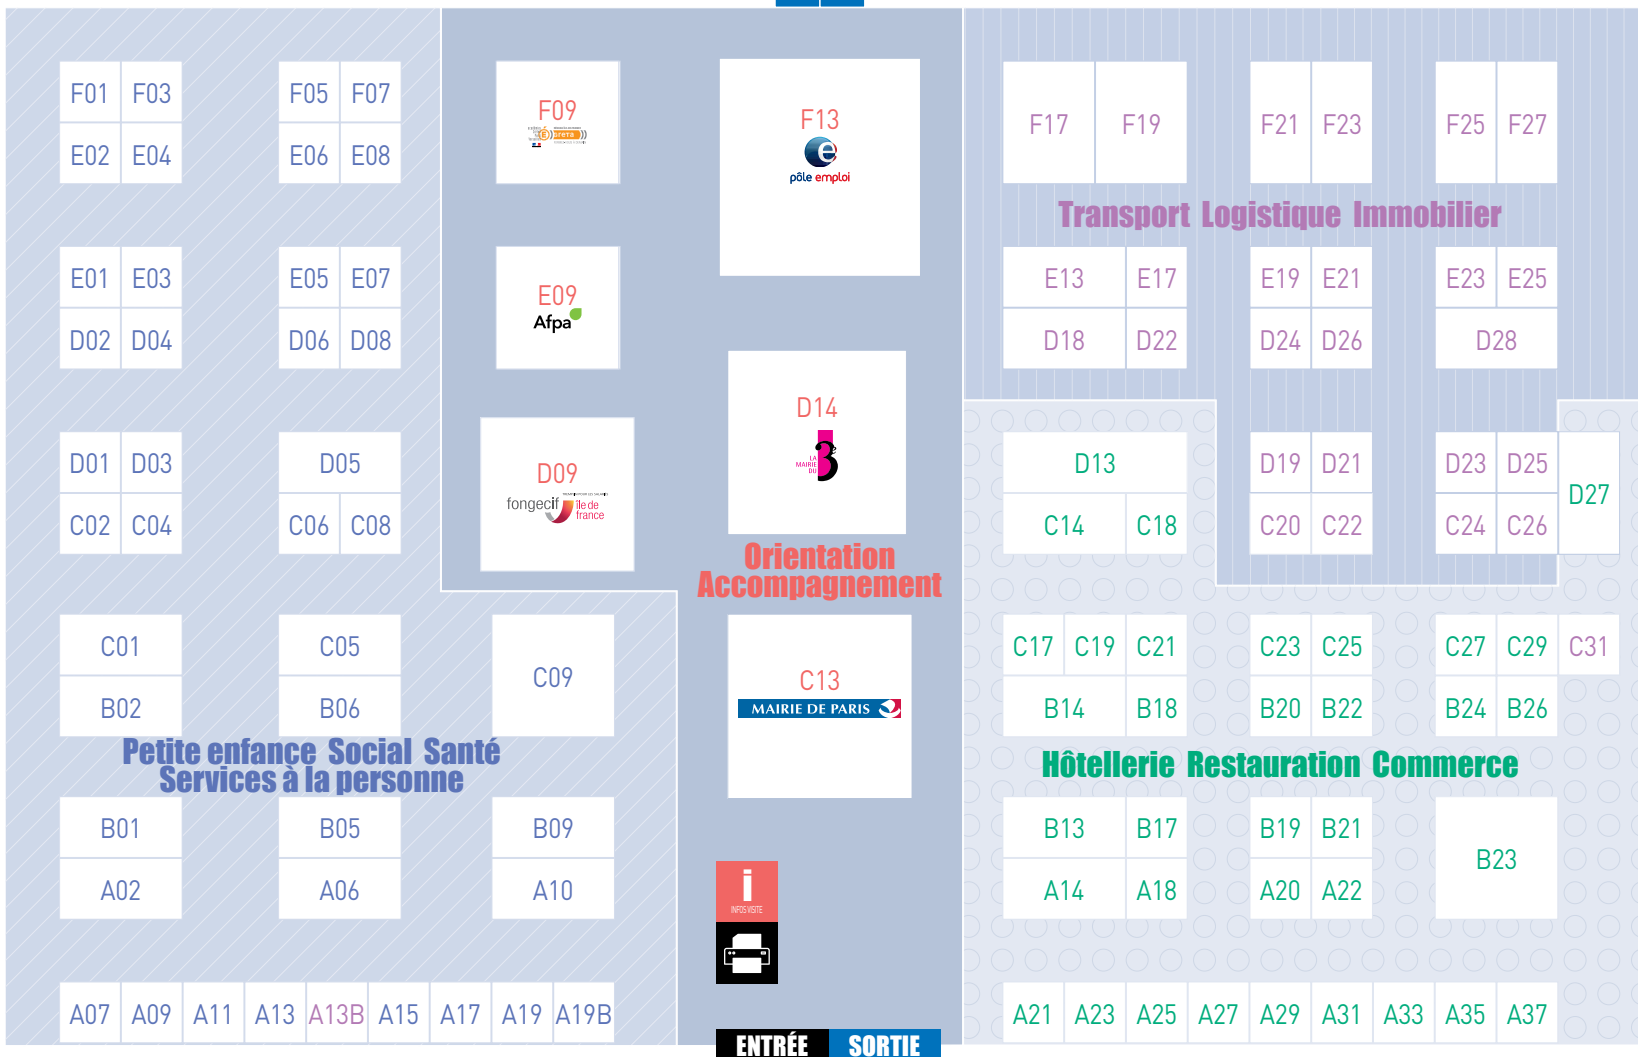 F01 F03 F05 F07 F09 F13 F17 F19 F21 F23 F25 F27
GRETA
pôle emploi
E02 E04 E06 E08
Transport Logistique Immobilier
E01 E03 E05 E07 E09 E13 E17 E19 E21 E23 E25
Afpa
D02 D04 D06 D08 D18 D22 D24 D26 D28
D14
LA
MAIRIE
DU
3e
D01 D03 D05 D09 D13 D19 D21 D23 D25 D27
fongecif île de
france
C02 C04 C06 C08 C14 C18 C20 C22 C24 C26
Orientation
Accompagnement
C01 C05 C09 C13 C17 C19 C21 C23 C25 C27 C29 C31
MAIRIE DE PARIS
B02 B06 B14 B18 B20 B22 B24 B26
Petite enfance Social Santé
Services à la personne
Hôtellerie Restauration Commerce
B01 B05 B09 B13 B17 B19 B21 B23
A02 A06 A10 A14 A18 A20 A22
i
INFOS VISITE
A07 A09 A11 A13 A13B A15 A17 A19 A19B A21 A23 A25 A27 A29 A31 A33 A35 A37
ENTRÉE SORTIE